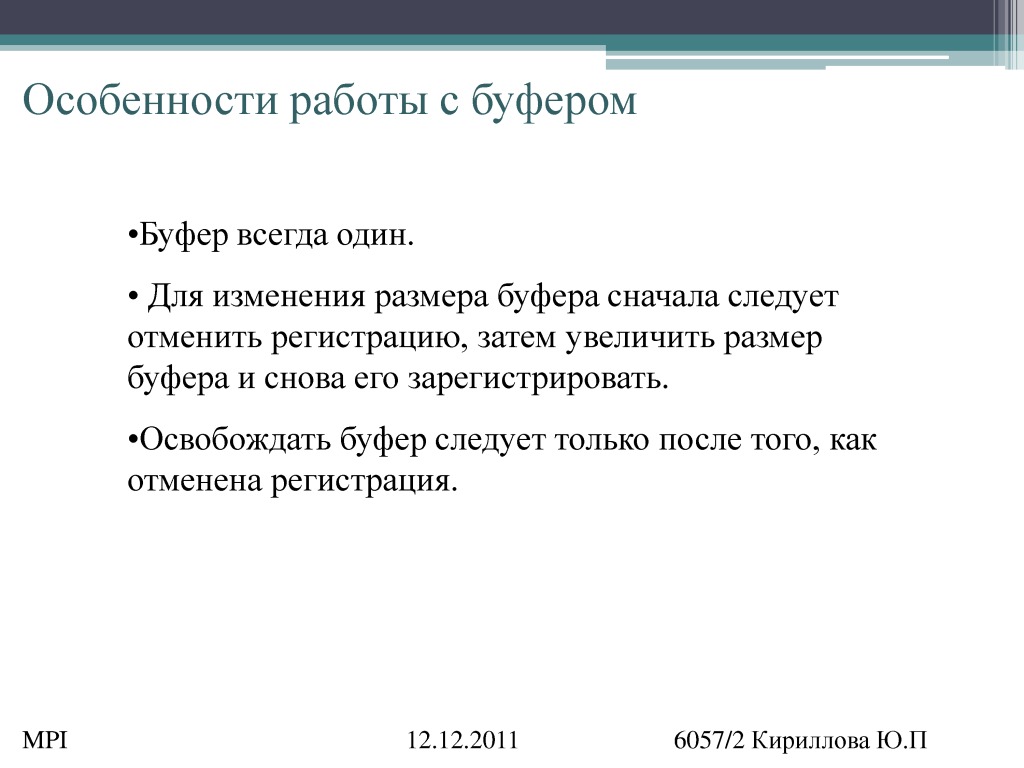 Особенности работы с буфером
•Буфер всегда один.
• Для изменения размера буфера сначала следует
отменить регистрацию, затем увеличить размер
буфера и снова его зарегистрировать.
•Освобождать буфер следует только после того, как
отменена регистрация.
MPI 12.12.2011 6057/2 Кириллова Ю.П